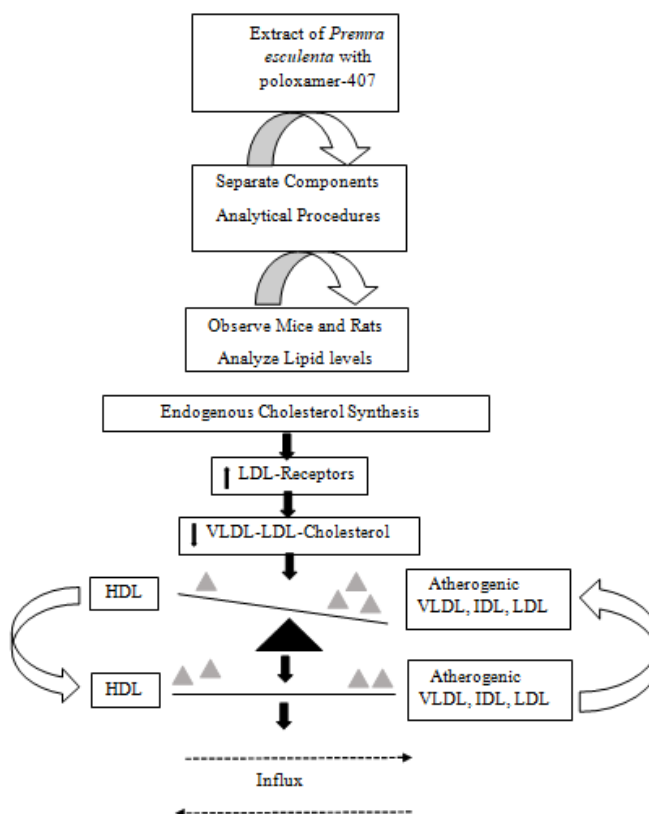 Extract of Premra
esculenta with
poloxamer-407
Separate Components
Analytical Procedures
Observe Mice and Rats
Analyze Lipid levels
Endogenous Cholesterol Synthesis
LDL-Receptors
VLDL-LDL-Cholesterol
HDL
Atherogenic
VLDL, IDL, LDL
HDL
Atherogenic
VLDL, IDL, LDL
Influx